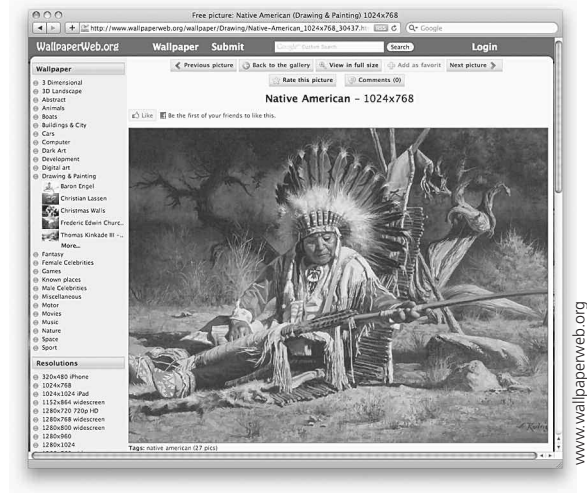 Free picture: Native American (Drawing & Painting) 1024x768
http://www.wallpaperweb.org/wallpaper/Drawing/Native-American_1024x768_30437.h
Google
WallpaperWeb.org Wallpaper Submit Search Login
Previous picture Back to the gallery View in full size Add as favorit Next picture
Rate this picture Comments (0)
Native American – 1024x768
Like Be the first of your friends to like this.
Wallpaper
3 Dimensional
3D Landscape
Abstract
Animals
Boats
Buildings & City
Cars
Computer
Dark Art
Development
Digital art
Drawing & Painting
Baron Engel
Christian Lassen
Christmas Walls
Frederic Edwin Churc..
Thomas Kinkade III -..
More...
Fantasy
Female Celebrities
Games
Known places
Male Celebrities
Miscellaneous
Motor
Movies
Music
Nature
Space
Sport
Resolutions
320x480 iPhone
1024x768
1024x1024 iPad
1152x864 widescreen
1280x720 720p HD
1280x768 widescreen
1280x800 widescreen
1280x960
1280x1024
Tags: native american (27 pics)
www.wallpaperweb.org